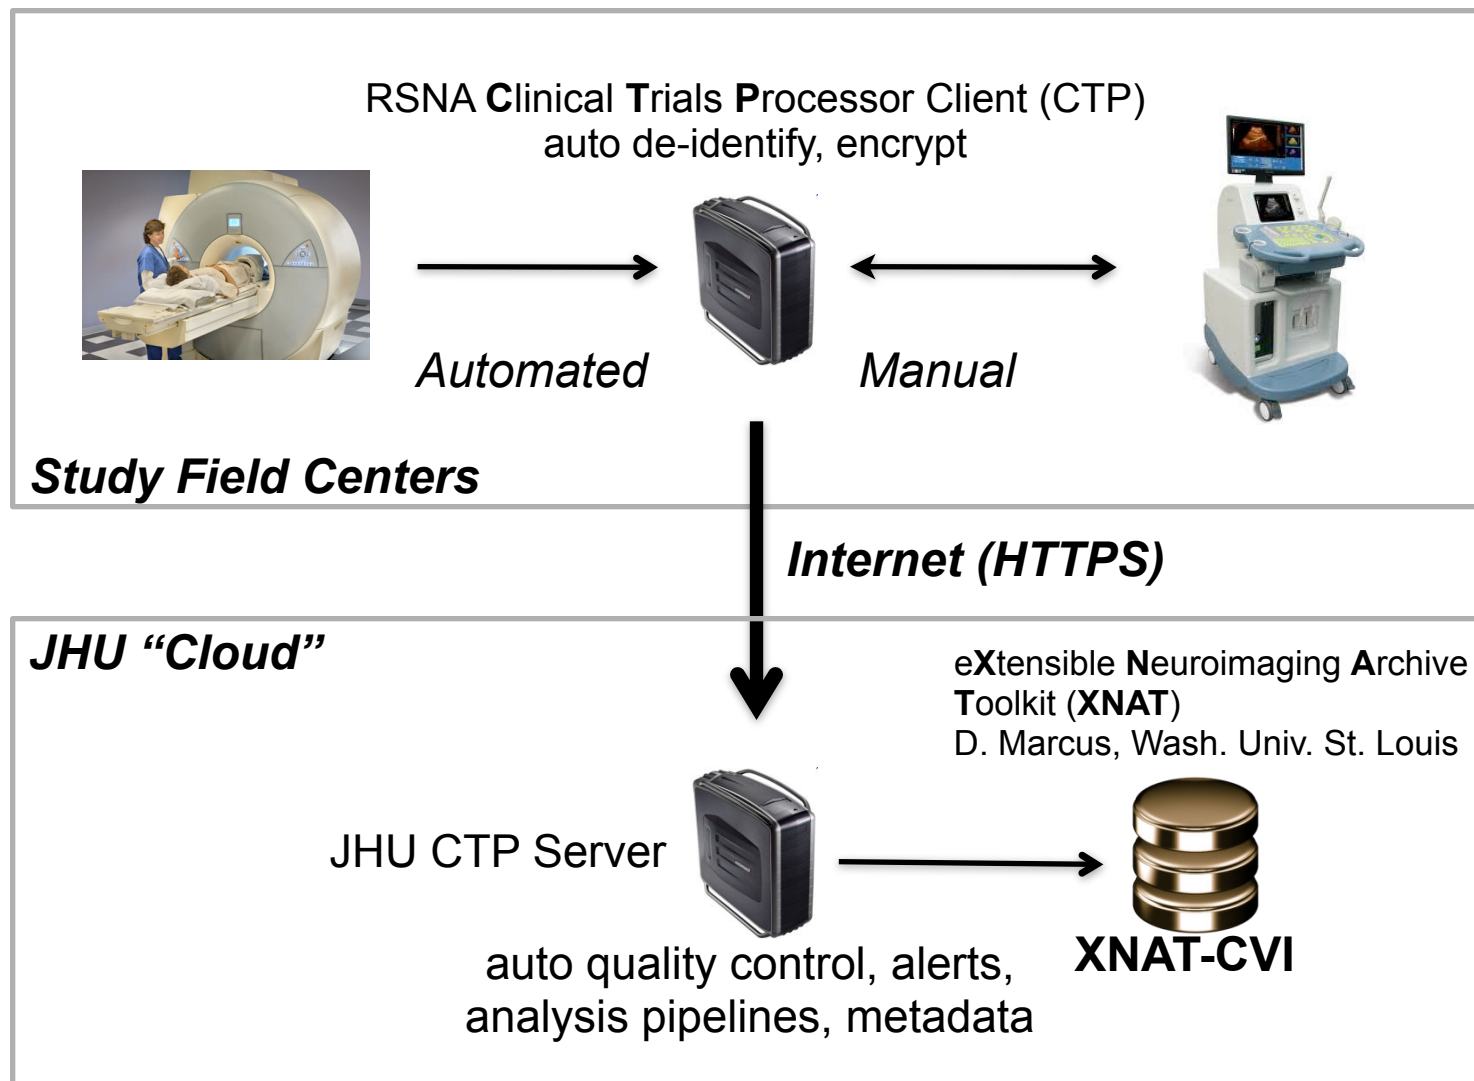 RSNA Clinical Trials Processor Client (CTP)
auto de-identify, encrypt
Automated
Manual
Study Field Centers
Internet (HTTPS)
JHU “Cloud”
eXtensible Neuroimaging Archive
Toolkit (XNAT)
D. Marcus, Wash. Univ. St. Louis
JHU CTP Server
XNAT-CVI
auto quality control, alerts,
analysis pipelines, metadata